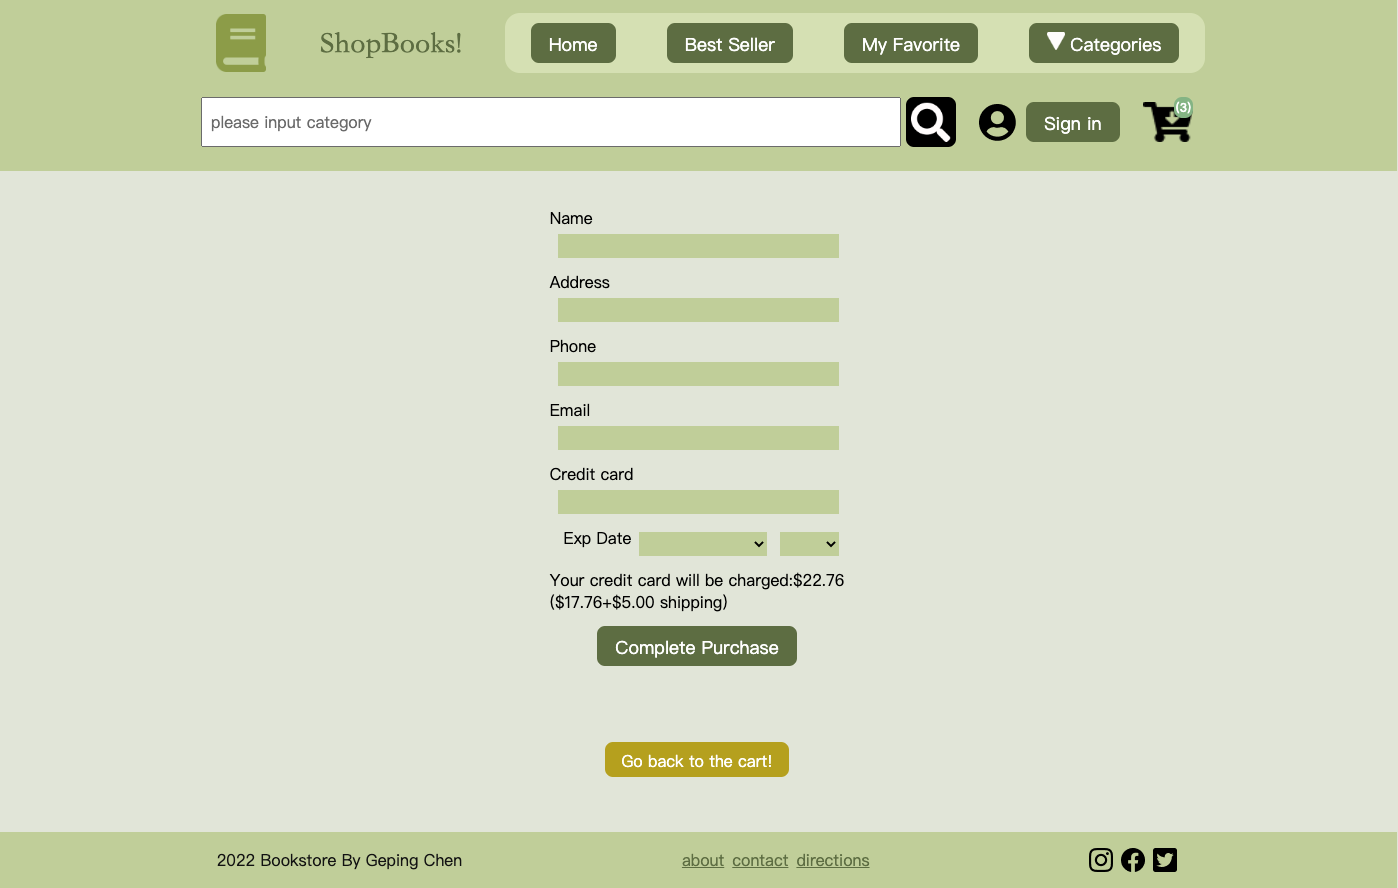 ShopBooks!
Home
Best Seller
My Favorite
Categories
please input category
Sign in
(3)
Name
Address
Phone
Email
Credit card
Exp Date
Your credit card will be charged:$22.76
($17.76+$5.00 shipping)
Complete Purchase
Go back to the cart!
2022 Bookstore By Geping Chen
about contact directions